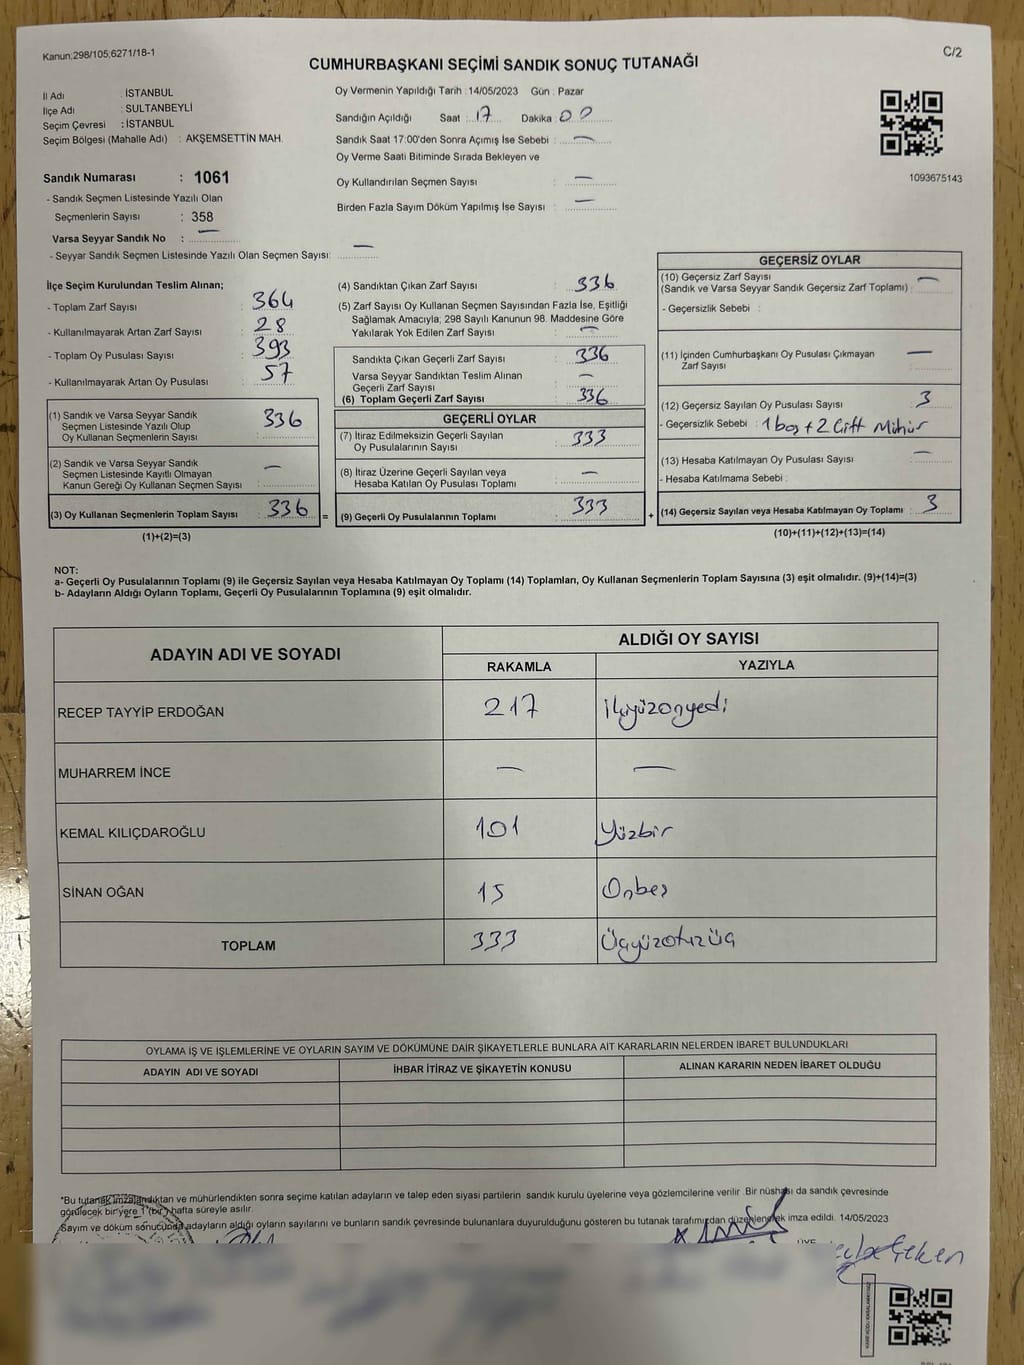 Kanun;298/105;6271/18-1
C/2
CUMHURBAŞKANI SEÇİMİ SANDIK SONUÇ TUTANAĞI
İl Adı : İSTANBUL
İlçe Adı : SULTANBEYLİ
Seçim Çevresi : İSTANBUL
Seçim Bölgesi (Mahalle Adı) : AKŞEMSETTİN MAH.
Sandık Numarası : 1061
- Sandık Seçmen Listesinde Yazılı Olan
Seçmenlerin Sayısı : 358
Varsa Seyyar Sandık No : —
- Seyyar Sandık Seçmen Listesinde Yazılı Olan Seçmen Sayısı: —
Oy Vermenin Yapıldığı Tarih : 14/05/2023 Gün : Pazar
Sandığın Açıldığı Saat : 17 Dakika : 00
Sandık Saat 17:00'den Sonra Açımış İse Sebebi : —
Oy Verme Saati Bitiminde Sırada Bekleyen ve
Oy Kullandırılan Seçmen Sayısı : —
Birden Fazla Sayım Döküm Yapılmış İse Sayısı : —
1093675143
İlçe Seçim Kurulundan Teslim Alınan;
- Toplam Zarf Sayısı : 364
- Kullanılmayarak Artan Zarf Sayısı : 28
- Toplam Oy Pusulası Sayısı : 393
- Kullanılmayarak Artan Oy Pusulası : 57
(1) Sandık ve Varsa Seyyar Sandık
Seçmen Listesinde Yazılı Olup
Oy Kullanan Seçmenlerin Sayısı : 336
(2) Sandık ve Varsa Seyyar Sandık
Seçmen Listesinde Kayıtlı Olmayan
Kanun Gereği Oy Kullanan Seçmen Sayısı : —
(3) Oy Kullanan Seçmenlerin Toplam Sayısı : 336 =
(1)+(2)=(3)
(4) Sandıktan Çıkan Zarf Sayısı : 336
(5) Zarf Sayısı Oy Kullanan Seçmen Sayısından Fazla İse, Eşitliği
Sağlamak Amacıyla; 298 Sayılı Kanunun 98. Maddesine Göre
Yakılarak Yok Edilen Zarf Sayısı : —
Sandıkta Çıkan Geçerli Zarf Sayısı : 336
Varsa Seyyar Sandıktan Teslim Alınan
Geçerli Zarf Sayısı : —
(6) Toplam Geçerli Zarf Sayısı : 336
GEÇERLİ OYLAR
(7) İtiraz Edilmeksizin Geçerli Sayılan
Oy Pusulalarının Sayısı : 333
(8) İtiraz Üzerine Geçerli Sayılan veya
Hesaba Katılan Oy Pusulası Toplamı : —
(9) Geçerli Oy Pusulalarının Toplamı : 333 +
GEÇERSİZ OYLAR
(10) Geçersiz Zarf Sayısı
(Sandık ve Varsa Seyyar Sandık Geçersiz Zarf Toplamı) : —
- Geçersizlik Sebebi :
(11) İçinden Cumhurbaşkanı Oy Pusulası Çıkmayan
Zarf Sayısı : —
(12) Geçersiz Sayılan Oy Pusulası Sayısı : 3
- Geçersizlik Sebebi : 1 boş + 2 Çift Mühür
(13) Hesaba Katılmayan Oy Pusulası Sayısı : —
- Hesaba Katılmama Sebebi :
(14) Geçersiz Sayılan veya Hesaba Katılmayan Oy Toplamı : 3
(10)+(11)+(12)+(13)=(14)
NOT:
a- Geçerli Oy Pusulalarının Toplamı (9) ile Geçersiz Sayılan veya Hesaba Katılmayan Oy Toplamı (14) Toplamları, Oy Kullanan Seçmenlerin Toplam Sayısına (3) eşit olmalıdır. (9)+(14)=(3)
b- Adayların Aldığı Oyların Toplamı, Geçerli Oy Pusulalarının Toplamına (9) eşit olmalıdır.
ADAYIN ADI VE SOYADI
ALDIĞI OY SAYISI
RAKAMLA YAZIYLA
RECEP TAYYİP ERDOĞAN 217 ikiyüzonyedi
MUHARREM İNCE — —
KEMAL KILIÇDAROĞLU 101 Yüzbir
SİNAN OĞAN 15 Onbeş
TOPLAM 333 Üçyüzotuzüç
OYLAMA İŞ VE İŞLEMLERİNE VE OYLARIN SAYIM VE DÖKÜMÜNE DAİR ŞİKAYETLERLE BUNLARA AİT KARARLARIN NELERDEN İBARET BULUNDUKLARI
ADAYIN ADI VE SOYADI İHBAR İTİRAZ VE ŞİKAYETİN KONUSU ALINAN KARARIN NEDEN İBARET OLDUĞU
*Bu tutanak imzalandıktan ve mühürlendikten sonra seçime katılan adayların ve talep eden siyasi partilerin sandık kurulu üyelerine veya gözlemcilerine verilir. Bir nüshası da sandık çevresinde
görülecek bir yere 1 (bir) hafta süreyle asılır.
Sayım ve döküm sonucunda adayların aldığı oyların sayılarını ve bunların sandık çevresinde bulunanlara duyurulduğunu gösteren bu tutanak tarafımızdan düzenlenerek imza edildi. 14/05/2023
ÜYE